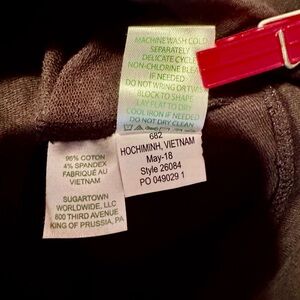 MACHINE WASH COLD
SEPARATELY
DELICATE CYCLE
NON-CHLORINE BLEA
IF NEEDED
DO NOT WRING OR TWIS
BLOCK TO SHAPE
LAY FLAT TO DRY
COOL IRON IF NEEDED
DO NOT DRY CLEAN
682
HOCHIMINH, VIETNAM
May-18
Style 26084
PO 049029 1
96% COTON
4% SPANDEX
FABRIQUÉ AU
VIETNAM
SUGARTOWN
WORLDWIDE, LLC
800 THIRD AVENUE
KING OF PRUSSIA, PA